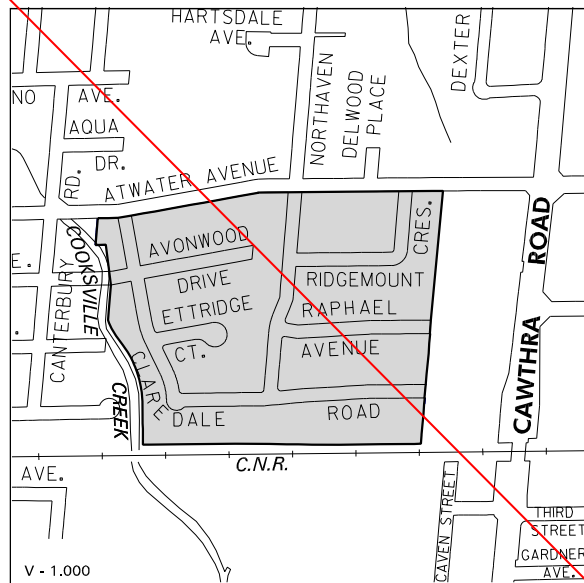 HARTSDALE
AVE.
NORTHAVEN
DELWOOD
PLACE
DEXTER
NO
AVE.
AQUA
DR.
RD.
ATWATER AVENUE
COOKSVILLE
CREEK
CANTERBURY
E.
AVONWOOD
DRIVE
ETTRIDGE
CT.
CRES.
RIDGEMOUNT
RAPHAEL
AVENUE
CLARE
DALE ROAD
CAWTHRA ROAD
C.N.R.
AVE.
CAVEN STREET
THIRD
STREET
GARDNER
AVE.
V - 1.000